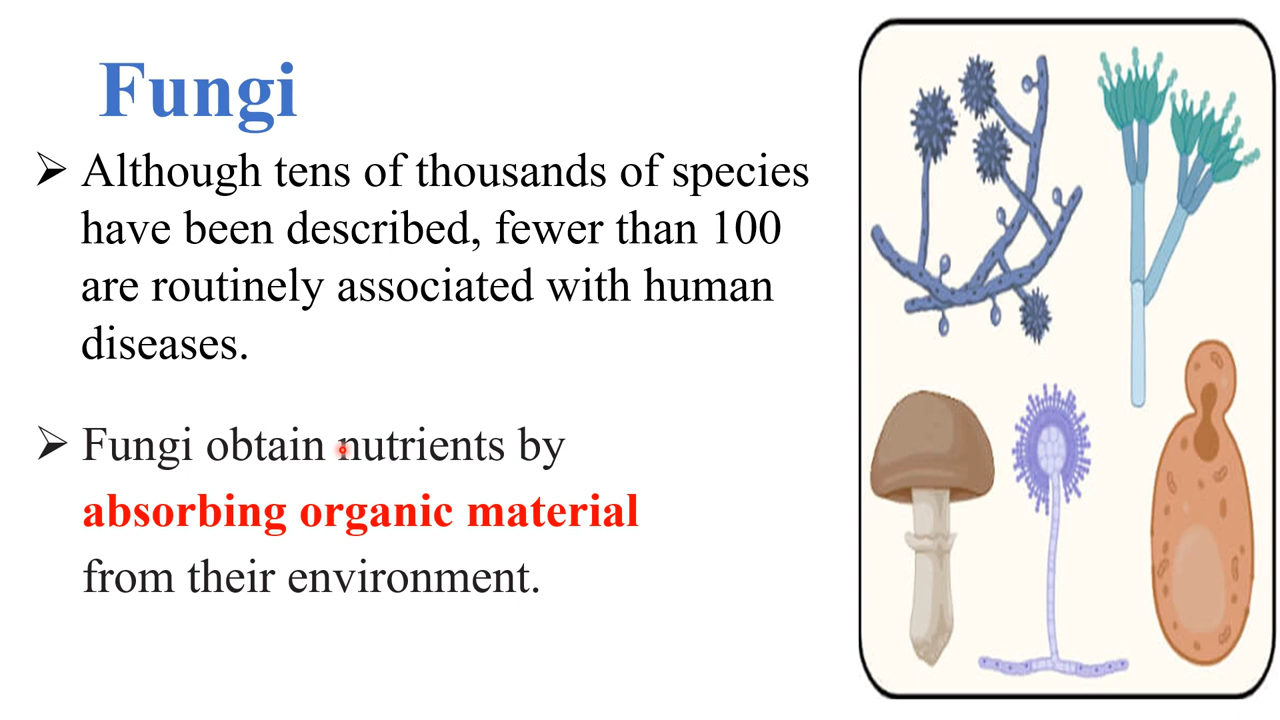 Fungi
➢ Although tens of thousands of species
have been described, fewer than 100
are routinely associated with human
diseases.
➢ Fungi obtain nutrients by
absorbing organic material
from their environment.